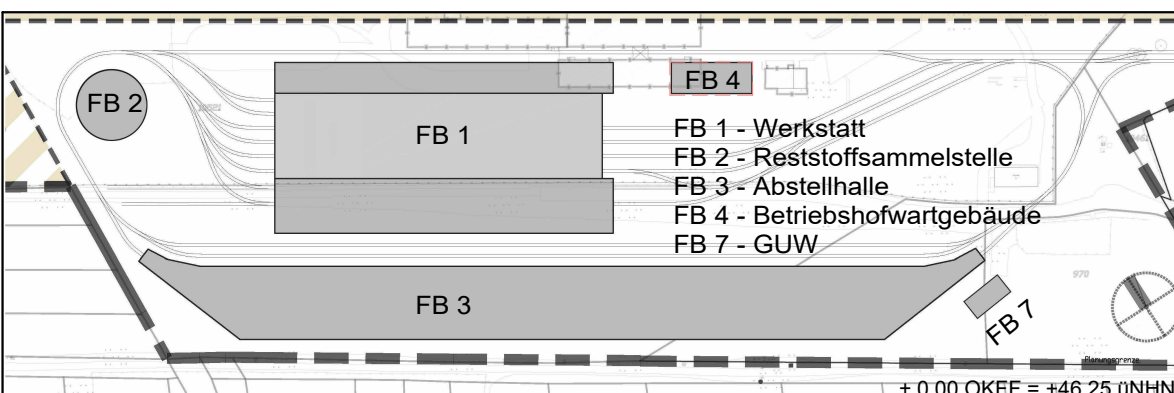 FB 2
FB 1
FB 4
FB 1 - Werkstatt
FB 2 - Reststoffsammelstelle
FB 3 - Abstellhalle
FB 4 - Betriebshofwartgebäude
FB 7 - GUW
970
FB 3
FB 7
Planungsgrenze
± 0,00 OKFF = +46,25 üNHN